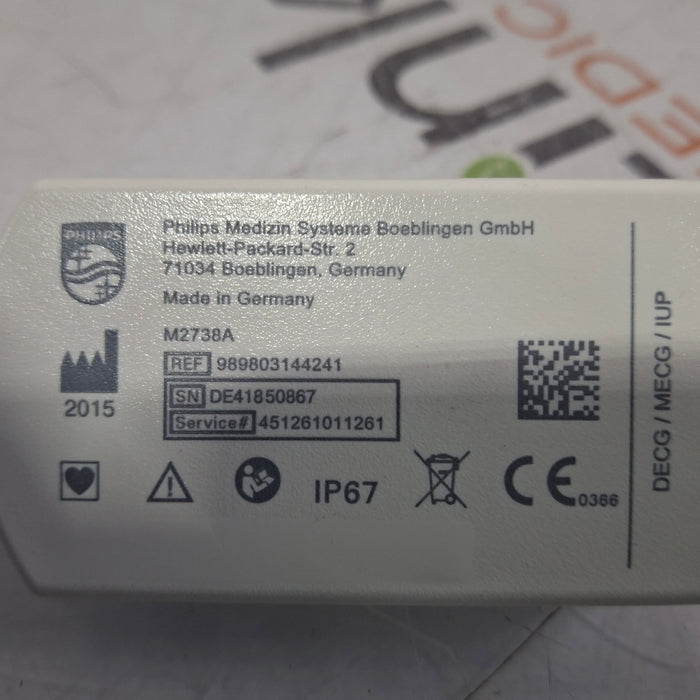 PHILIPS
Philips Medizin Systeme Boeblingen GmbH
Hewlett-Packard-Str. 2
71034 Boeblingen, Germany
Made in Germany
M2738A
REF 989803144241
SN DE41850867
Service# 451261011261
2015
IP67
CE 0366
DECG / MECG / IUP